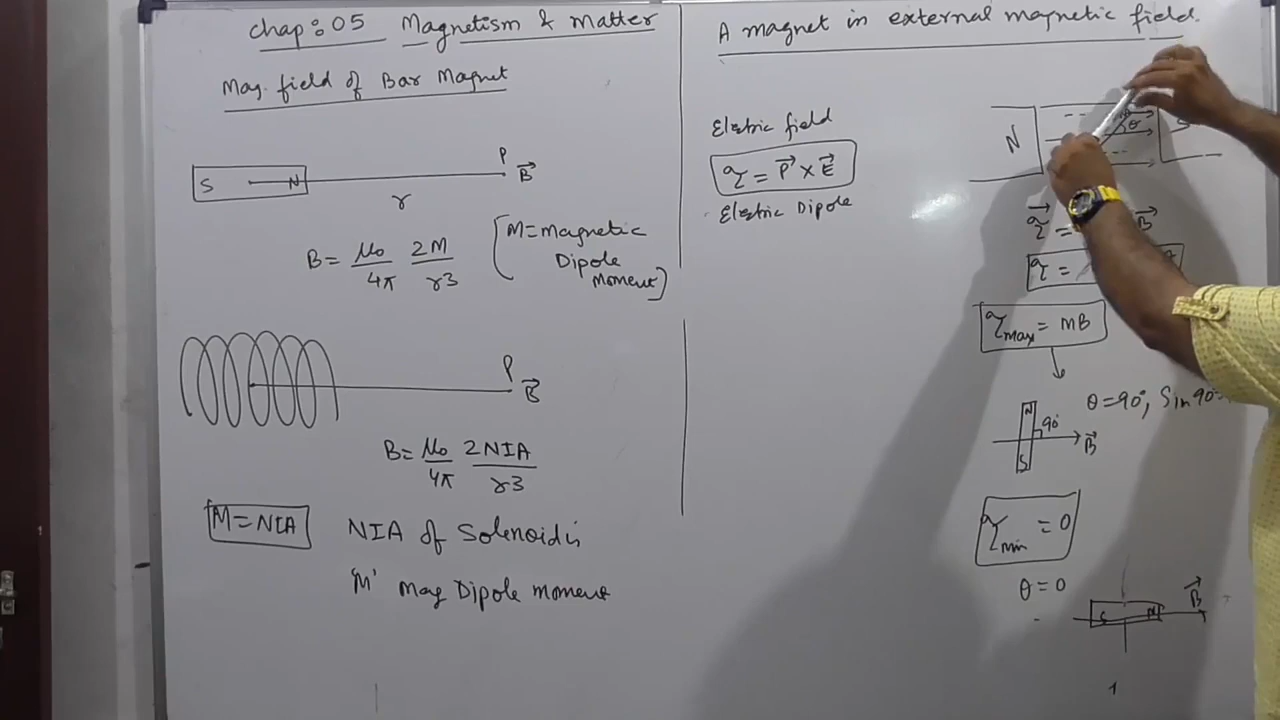 chap: 05 Magnetism & Matter
Mag. field of Bar Magnet
S N
P
B⃗
r
B = μ₀/4π 2M/r3
[M = Magnetic
Dipole
Moment]
P
B⃗
B = μ₀/4π 2NIA/r3
M = NIA
NIA of Solenoid is
'M' Mag Dipole moment
A magnet in external magnetic field.
Eletric field
τ = P⃗ × E⃗
Eletric Dipole
N
θ
S
τ⃗ = B⃗
τ =
τmax = MB
θ = 90°, Sin 90°
N
90°
B⃗
S
τmin = 0
θ = 0
B⃗
S N